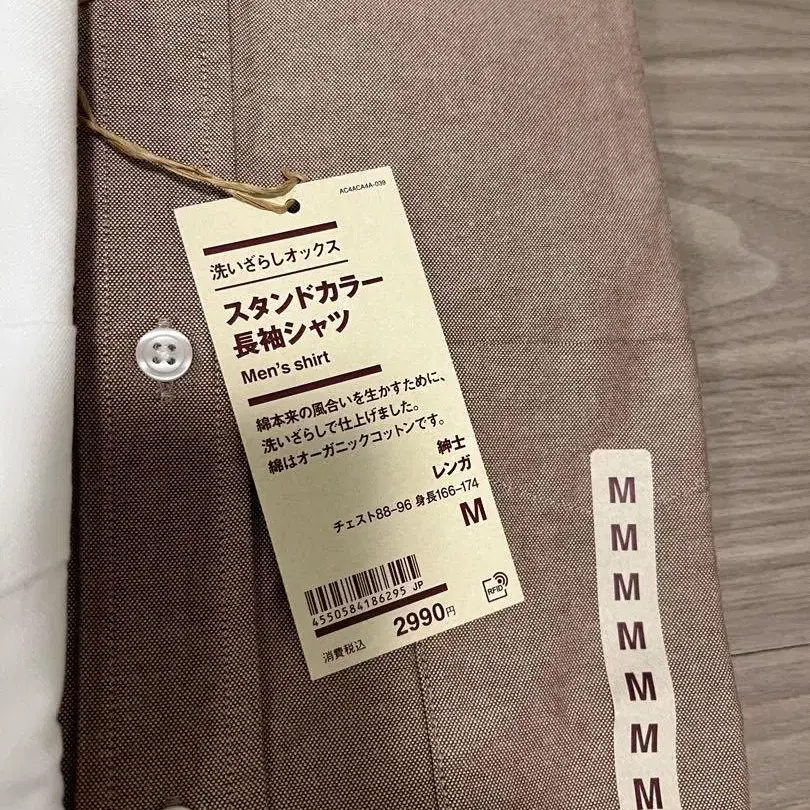 AC4ACA4A-039
洗いざらしオックス
スタンドカラー
長袖シャツ
Men's shirt
綿本来の風合いを生かすために、
洗いざらしで仕上げました。
綿はオーガニックコットンです。
紳士
レンガ
チェスト88-96 身長166-174
M
4550584186295 JP
RFID
消費税込 2990円
M
M
M
M
M
M
M